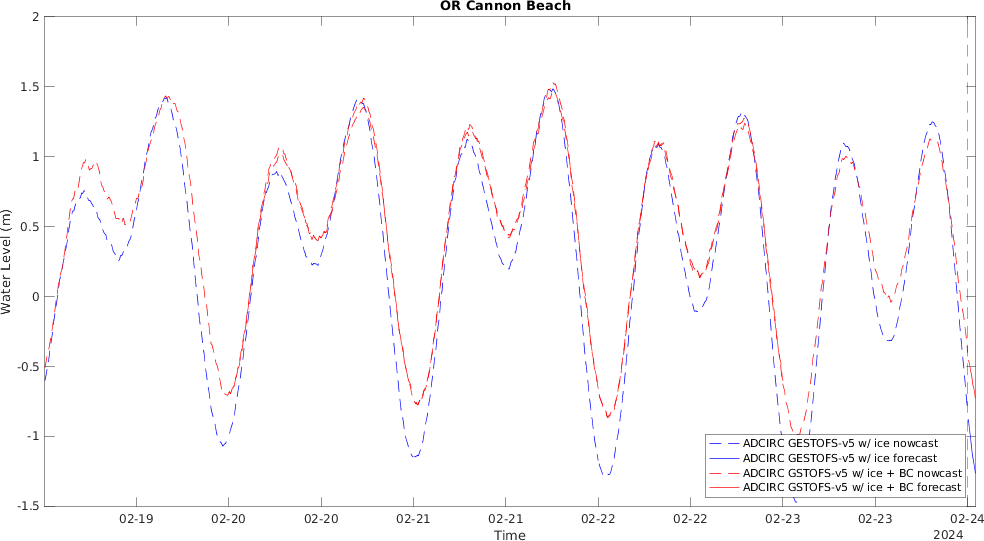 OR Cannon Beach
2
1.5
1
0.5
0
-0.5
-1
-1.5
Water Level (m)
ADCIRC GESTOFS-v5 w/ ice nowcast
ADCIRC GESTOFS-v5 w/ ice forecast
ADCIRC GSTOFS-v5 w/ ice + BC nowcast
ADCIRC GSTOFS-v5 w/ ice + BC forecast
02-19 02-20 02-20 02-21 02-21 02-22 02-22 02-23 02-23 02-24
Time 2024